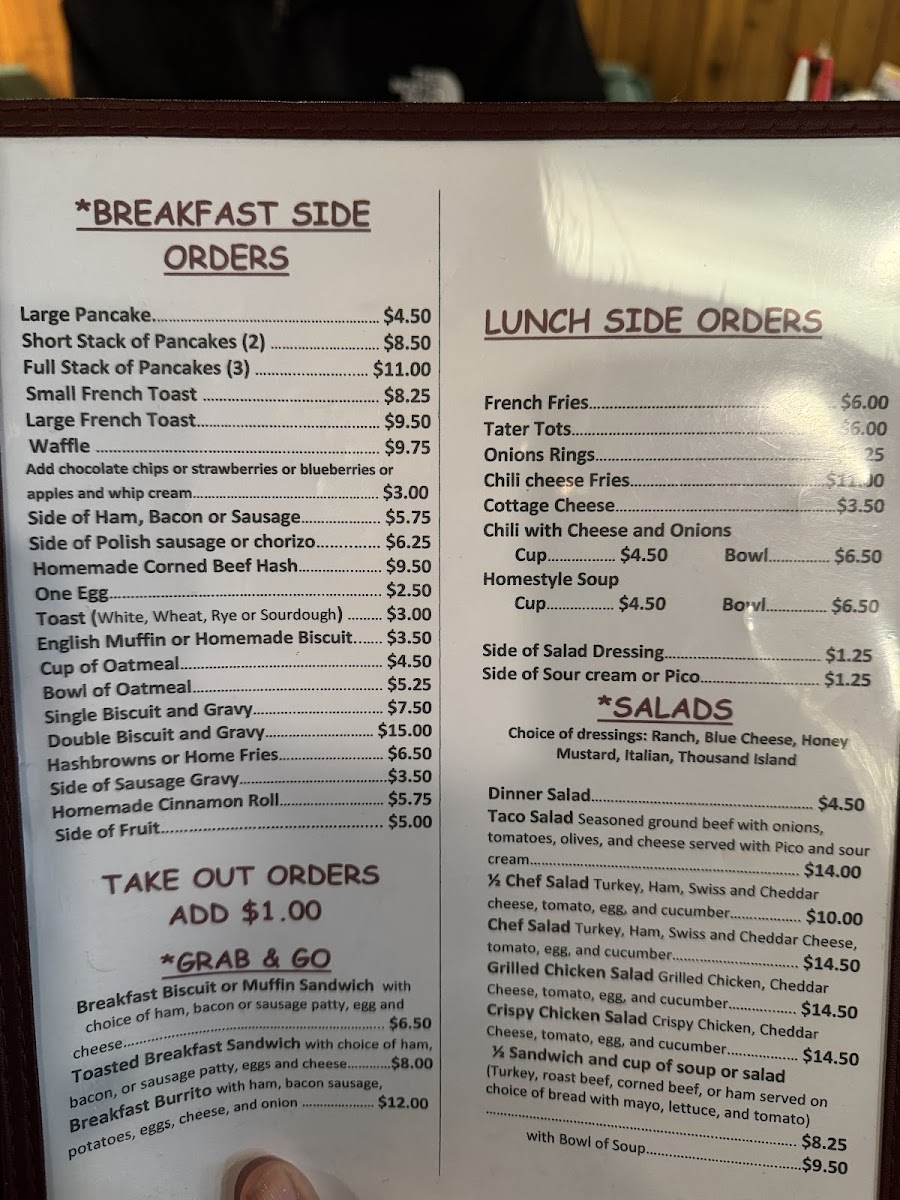 *BREAKFAST SIDE
ORDERS
Large Pancake.......... $4.50
Short Stack of Pancakes (2) .......... $8.50
Full Stack of Pancakes (3) .......... $11.00
Small French Toast .......... $8.25
Large French Toast.......... $9.50
Waffle .......... $9.75
Add chocolate chips or strawberries or blueberries or
apples and whip cream.......... $3.00
Side of Ham, Bacon or Sausage.......... $5.75
Side of Polish sausage or chorizo.......... $6.25
Homemade Corned Beef Hash.......... $9.50
One Egg.......... $2.50
Toast (White, Wheat, Rye or Sourdough) .......... $3.00
English Muffin or Homemade Biscuit...... $3.50
Cup of Oatmeal.......... $4.50
Bowl of Oatmeal.......... $5.25
Single Biscuit and Gravy.......... $7.50
Double Biscuit and Gravy.......... $15.00
Hashbrowns or Home Fries.......... $6.50
Side of Sausage Gravy..........$3.50
Homemade Cinnamon Roll.......... $5.75
Side of Fruit.......... $5.00
TAKE OUT ORDERS
ADD $1.00
*GRAB & GO
Breakfast Biscuit or Muffin Sandwich with
choice of ham, bacon or sausage patty, egg and
cheese.......... $6.50
Toasted Breakfast Sandwich with choice of ham,
bacon, or sausage patty, eggs and cheese..........$8.00
Breakfast Burrito with ham, bacon sausage,
potatoes, eggs, cheese, and onion .......... $12.00
LUNCH SIDE ORDERS
French Fries.......... $6.00
Tater Tots.......... $6.00
Onions Rings.......... 25
Chili cheese Fries..........
Cottage Cheese.......... $3.50
Chili with Cheese and Onions
Cup.......... $4.50 Bowl.......... $6.50
Homestyle Soup
Cup.......... $4.50 Bowl.......... $6.50
Side of Salad Dressing.......... $1.25
Side of Sour cream or Pico.......... $1.25
*SALADS
Choice of dressings: Ranch, Blue Cheese, Honey
Mustard, Italian, Thousand Island
Dinner Salad.......... $4.50
Taco Salad Seasoned ground beef with onions,
tomatoes, olives, and cheese served with Pico and sour
cream.......... $14.00
½ Chef Salad Turkey, Ham, Swiss and Cheddar
cheese, tomato, egg, and cucumber.......... $10.00
Chef Salad Turkey, Ham, Swiss and Cheddar Cheese,
tomato, egg, and cucumber.......... $14.50
Grilled Chicken Salad Grilled Chicken, Cheddar
Cheese, tomato, egg, and cucumber.......... $14.50
Crispy Chicken Salad Crispy Chicken, Cheddar
Cheese, tomato, egg, and cucumber.......... $14.50
½ Sandwich and cup of soup or salad
(Turkey, roast beef, corned beef, or ham served on
choice of bread with mayo, lettuce, and tomato)
.......... $8.25
with Bowl of Soup..........$9.50